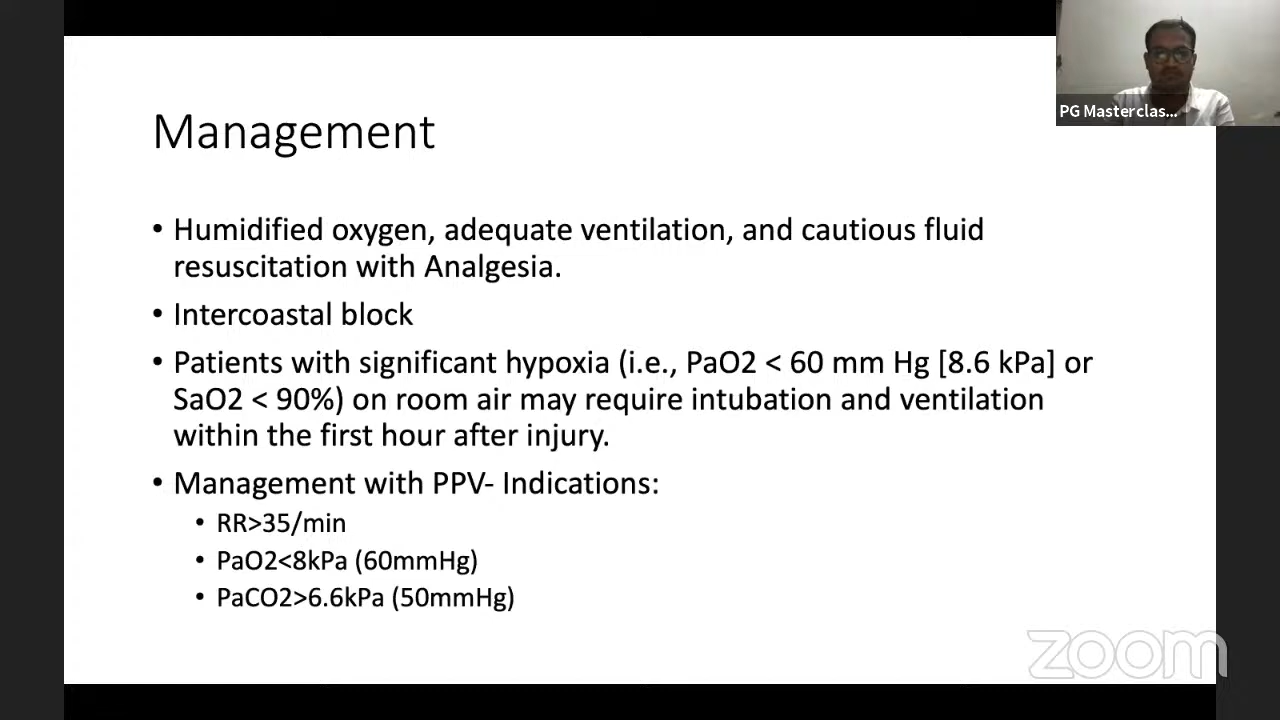 PG Masterclas...
Management
• Humidified oxygen, adequate ventilation, and cautious fluid
resuscitation with Analgesia.
• Intercoastal block
• Patients with significant hypoxia (i.e., PaO2 < 60 mm Hg [8.6 kPa] or
SaO2 < 90%) on room air may require intubation and ventilation
within the first hour after injury.
• Management with PPV- Indications:
• RR>35/min
• PaO2<8kPa (60mmHg)
• PaCO2>6.6kPa (50mmHg)
zoom